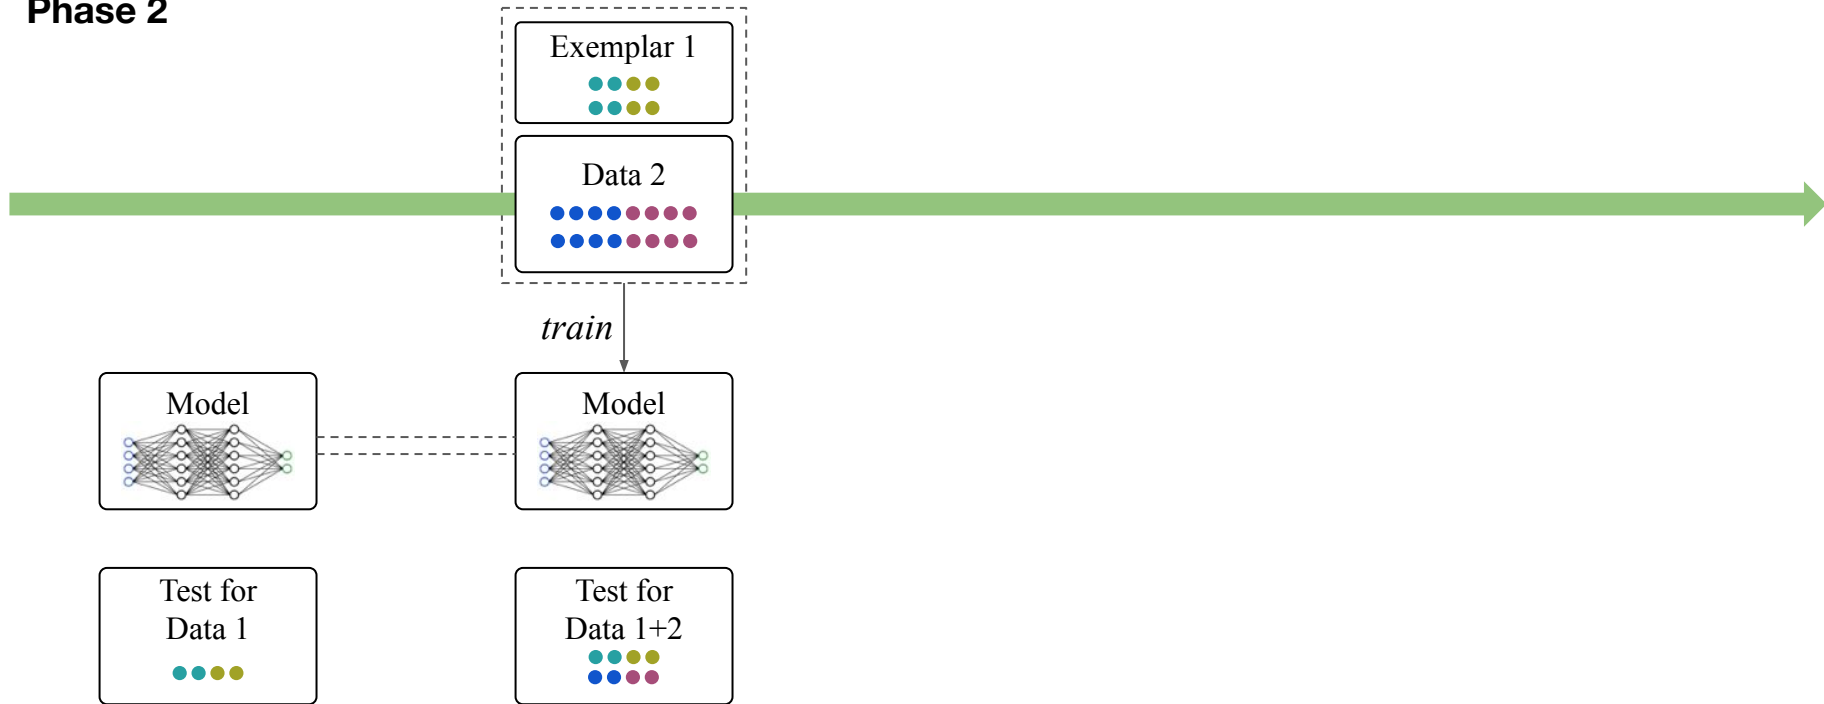 Phase 2
Exemplar 1
Data 2
train
Model
Model
Test for
Data 1
Test for
Data 1+2